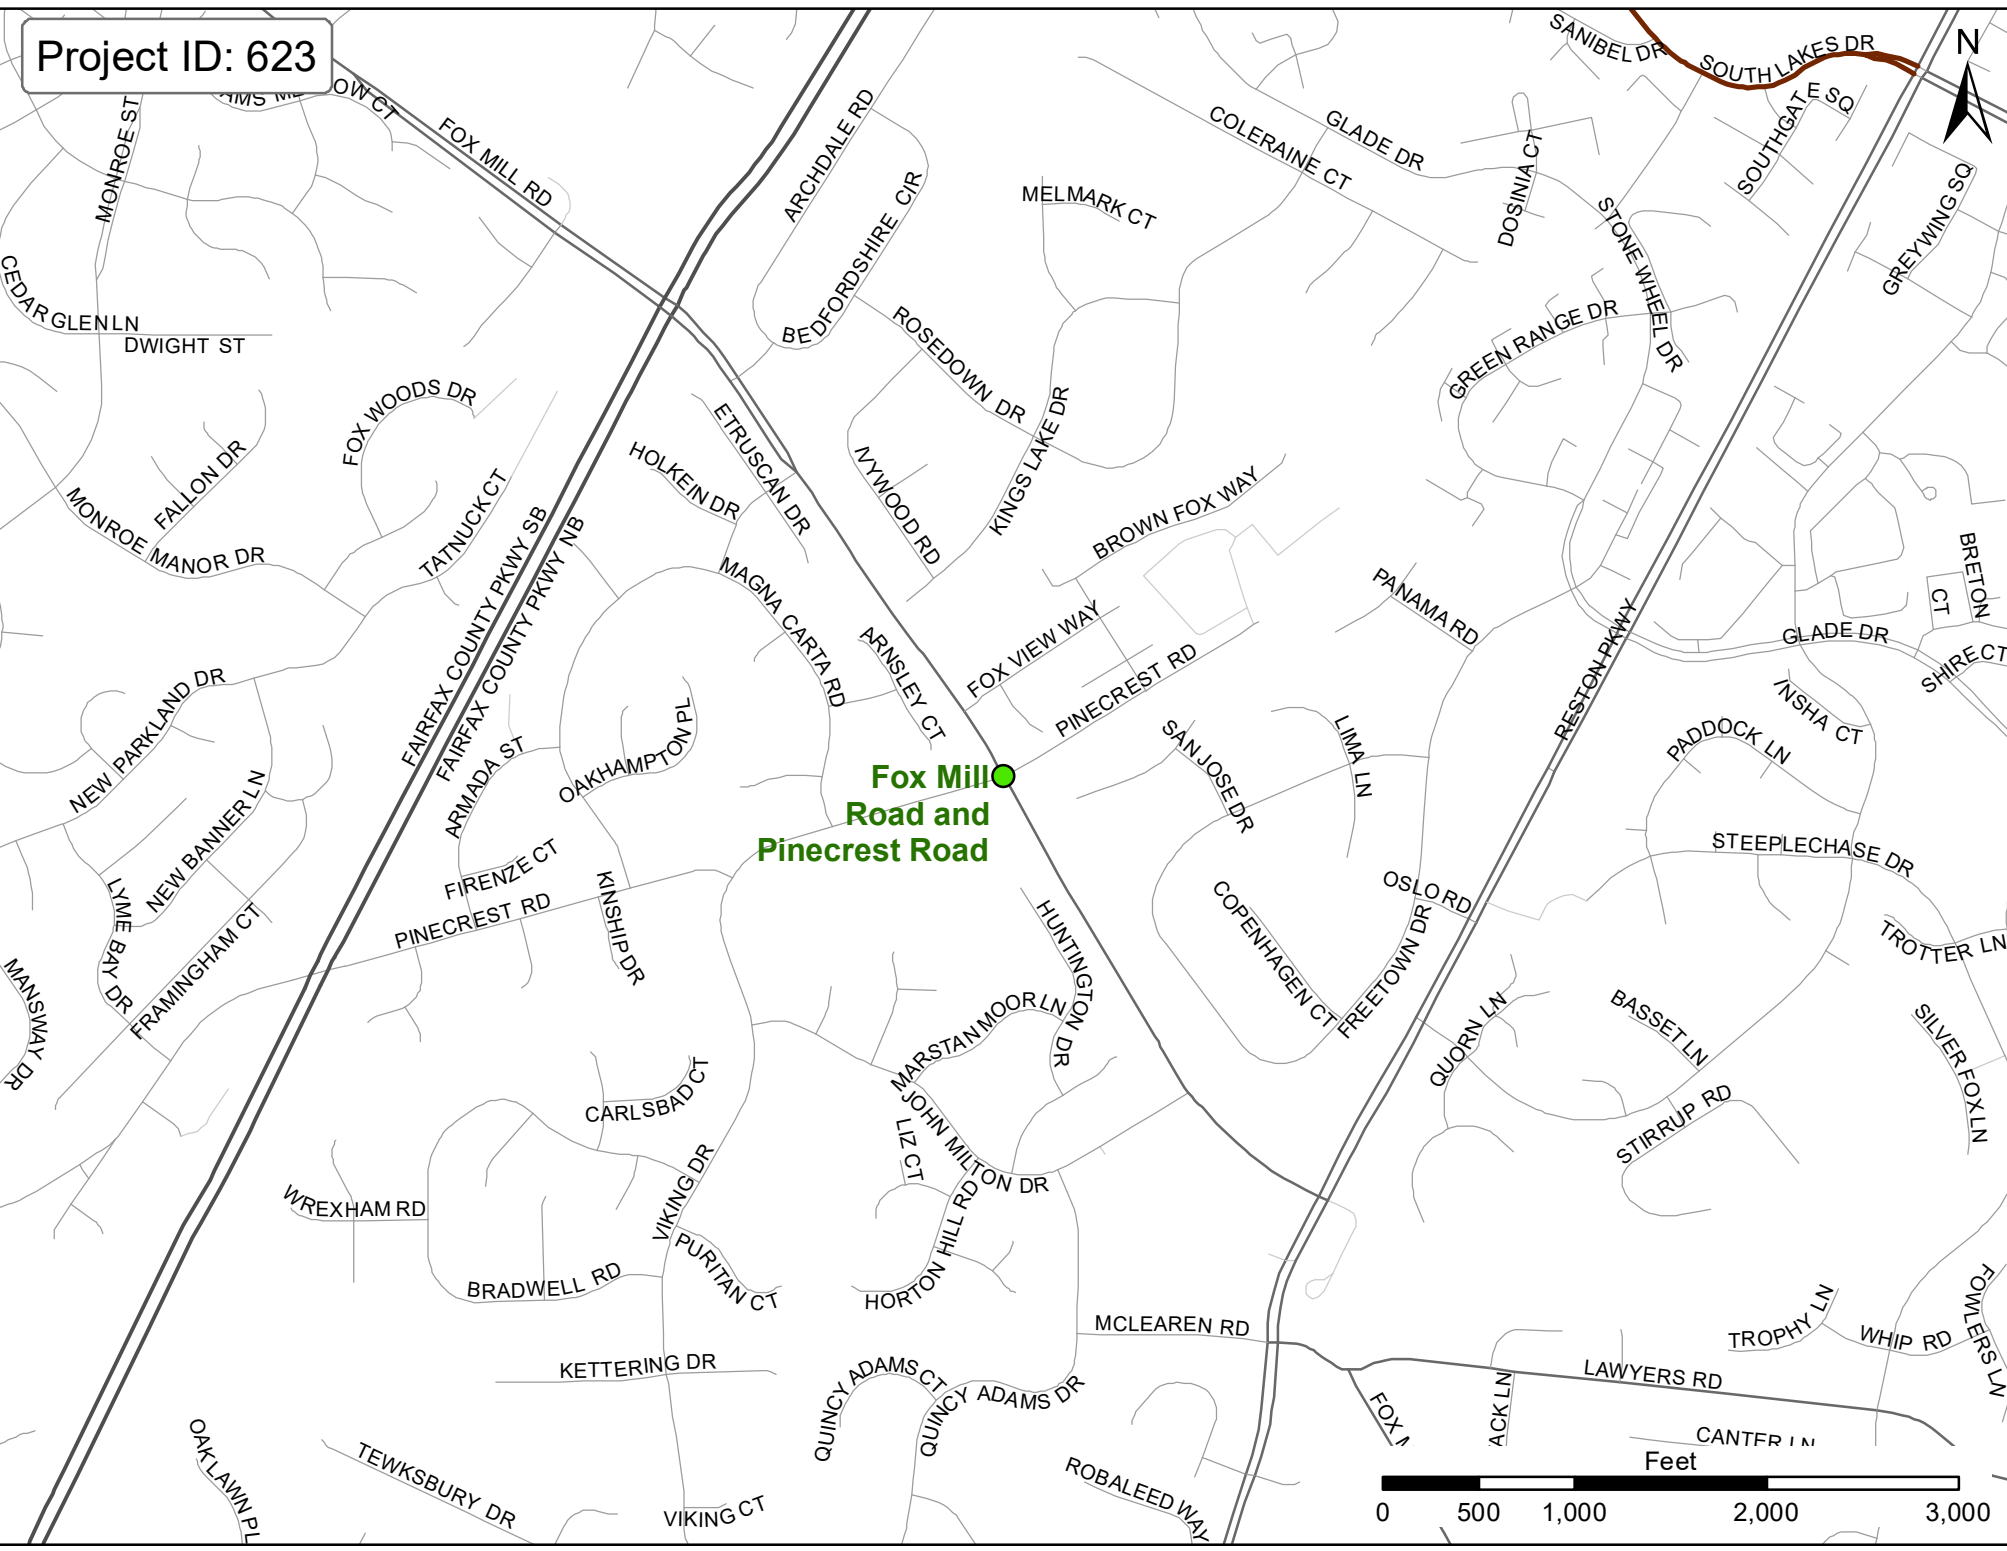 Project ID: 623
N
SANIBEL DR
SOUTH LAKES DR
SOUTHGATE SQ
GREYWING SQ
OW CT
MONROE ST
FOX MILL RD
ARCHDALE RD
BEDFORDSHIRE CIR
MELMARK CT
COLERAINE CT
GLADE DR
DOSINIA CT
STONE WHEEL DR
GREEN RANGE DR
CEDAR GLEN LN
DWIGHT ST
ROSEDOWN DR
KINGS LAKE DR
FOX WOODS DR
FALLON DR
MONROE MANOR DR
TATNUCK CT
HOLKEIN DR
ETRUSCAN DR
IVYWOOD RD
BROWN FOX WAY
FAIRFAX COUNTY PKWY SB
FAIRFAX COUNTY PKWY NB
MAGNA CARTA RD
ARNSLEY CT
FOX VIEW WAY
PINECREST RD
PANAMA RD
RESTON PKWY
GLADE DR
BRETON
CT
SHIRE CT
INSHA CT
PADDOCK LN
NEW PARKLAND DR
NEW BANNER LN
ARMADA ST
OAKHAMPTON PL
SAN JOSE DR
LIMA LN
Fox Mill
Road and
Pinecrest Road
STEEPLECHASE DR
FIRENZE CT
PINECREST RD
KINSHIP DR
LYME BAY DR
FRAMINGHAM CT
MANSWAY DR
HUNTINGTON DR
COPENHAGEN CT
OSLO RD
FREETOWN DR
TROTTER LN
MARSTAN MOOR LN
QUORN LN
BASSET LN
SILVER FOX LN
CARLSBAD CT
JOHN MILTON DR
LIZ CT
STIRRUP RD
WREXHAM RD
VIKING DR
PURITAN CT
HORTON HILL RD
BRADWELL RD
MCLEAREN RD
TROPHY LN
WHIP RD
FOWLERS LN
KETTERING DR
QUINCY ADAMS CT
QUINCY ADAMS DR
LAWYERS RD
ACK LN
CANTER LN
OAKLAWN PL
TEWKSBURY DR
VIKING CT
ROBALEED WAY
Feet
0 500 1,000 2,000 3,000